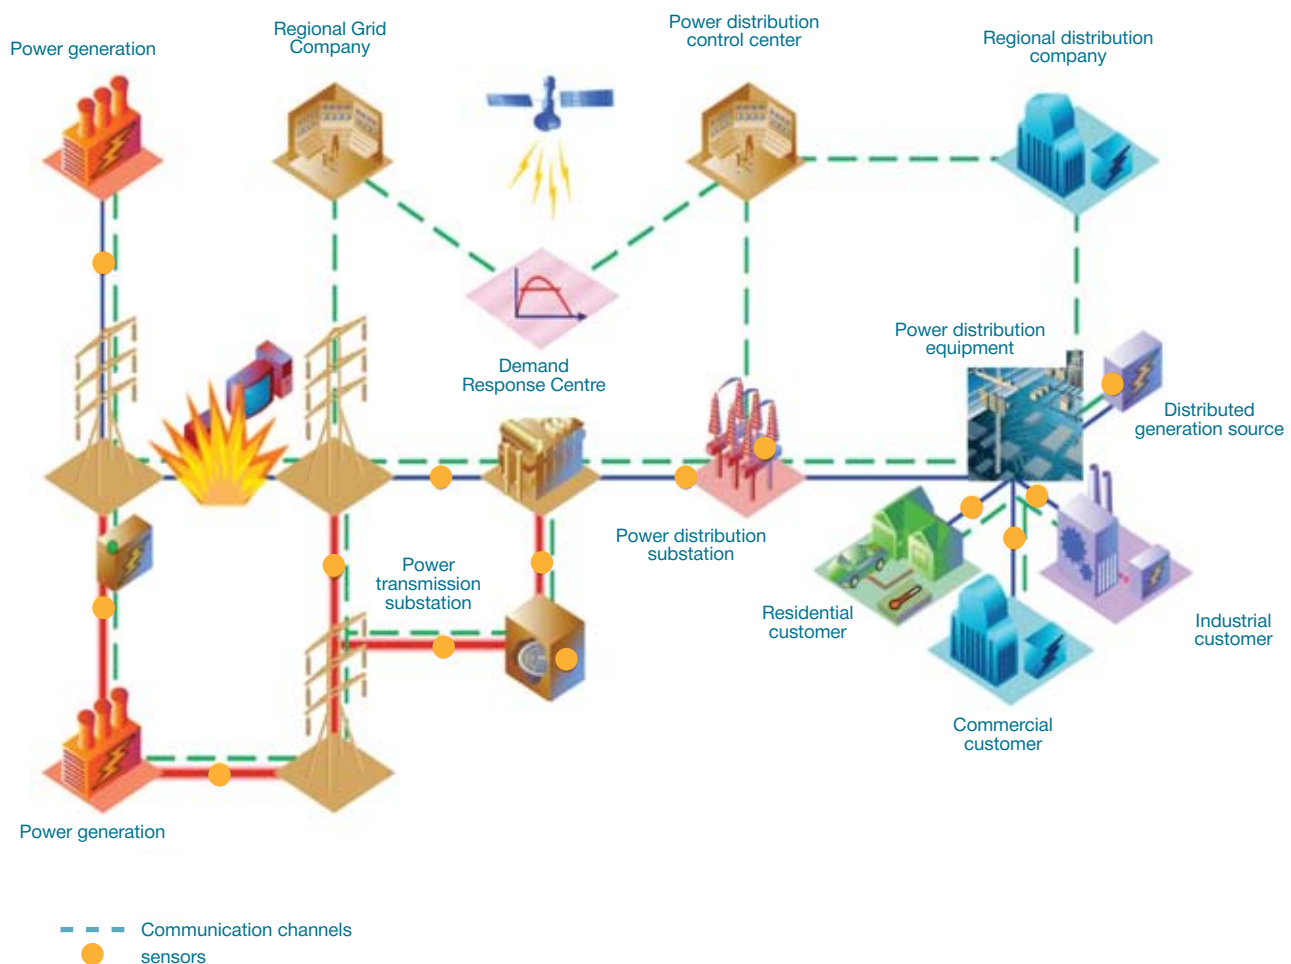 Power generation
Regional Grid
Company
Power distribution
control center
Regional distribution
company
Demand
Response Centre
Power distribution
equipment
Distributed
generation source
Power distribution
substation
Power
transmission
substation
Residential
customer
Industrial
customer
Commercial
customer
Power generation
Communication channels
sensors